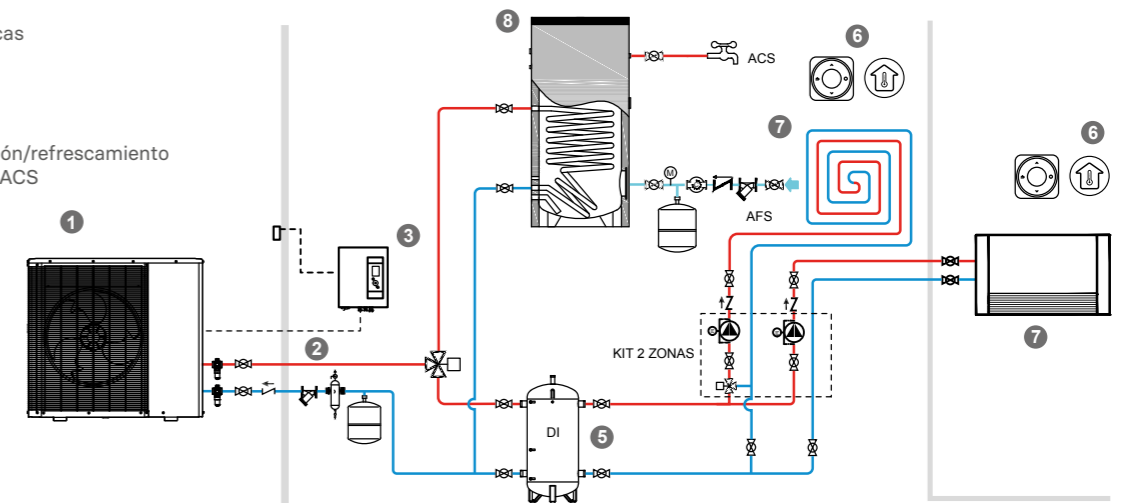 cas
ón/refrescamiento
ACS
8
ACS
6
7
6
M
AFS
1
3
2
KIT 2 ZONAS
7
DI
5